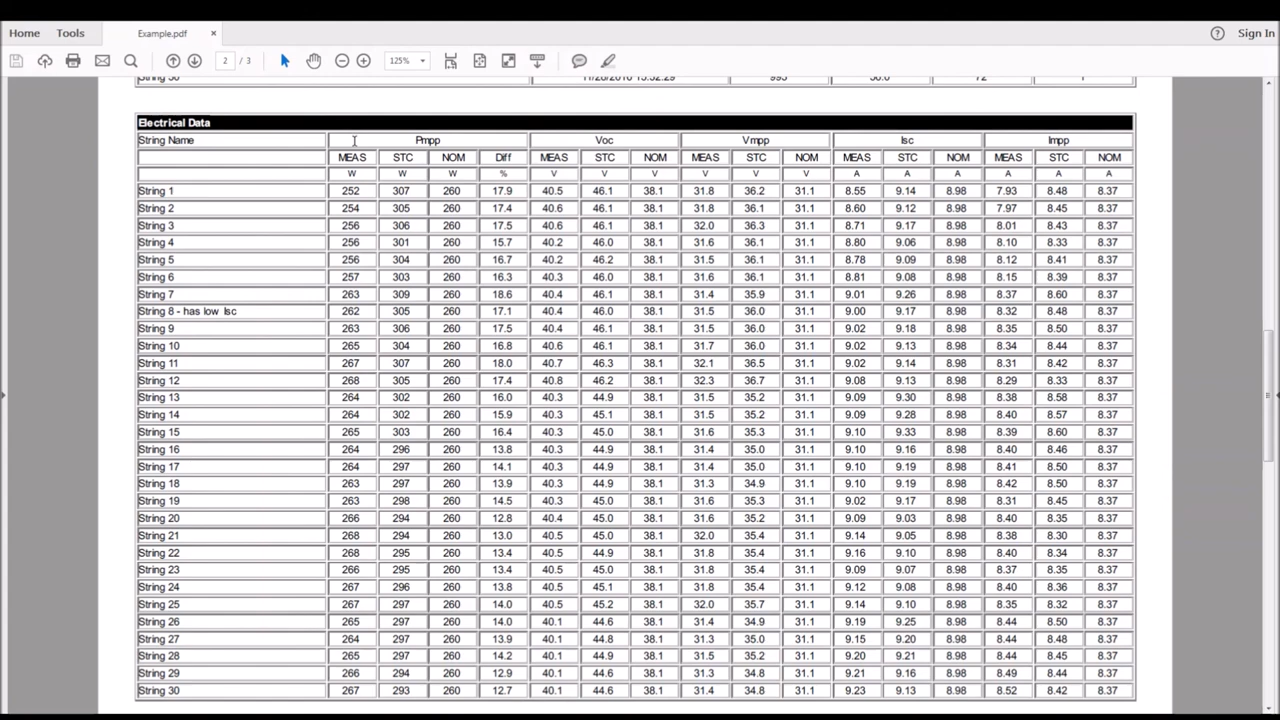 Home Tools Example.pdf × Sign In
2 / 3 125%
Electrical Data
String Name Pmpp Voc Vmpp Isc Impp
MEAS STC NOM Diff MEAS STC NOM MEAS STC NOM MEAS STC NOM MEAS STC NOM
W W W % V V V V V V A A A A A A
String 1 252 307 260 17.9 40.5 46.1 38.1 31.8 36.2 31.1 8.55 9.14 8.98 7.93 8.48 8.37
String 2 254 305 260 17.4 40.6 46.1 38.1 31.8 36.1 31.1 8.60 9.12 8.98 7.97 8.45 8.37
String 3 256 306 260 17.5 40.6 46.1 38.1 32.0 36.3 31.1 8.71 9.17 8.98 8.01 8.43 8.37
String 4 256 301 260 15.7 40.2 46.0 38.1 31.6 36.1 31.1 8.80 9.06 8.98 8.10 8.33 8.37
String 5 256 304 260 16.7 40.2 46.2 38.1 31.5 36.1 31.1 8.78 9.09 8.98 8.12 8.41 8.37
String 6 257 303 260 16.3 40.3 46.0 38.1 31.6 36.1 31.1 8.81 9.08 8.98 8.15 8.39 8.37
String 7 263 309 260 18.6 40.4 46.1 38.1 31.4 35.9 31.1 9.01 9.26 8.98 8.37 8.60 8.37
String 8 - has low Isc 262 305 260 17.1 40.4 46.0 38.1 31.5 36.0 31.1 9.00 9.17 8.98 8.32 8.48 8.37
String 9 263 306 260 17.5 40.4 46.1 38.1 31.5 36.0 31.1 9.02 9.18 8.98 8.35 8.50 8.37
String 10 265 304 260 16.8 40.6 46.1 38.1 31.7 36.0 31.1 9.02 9.13 8.98 8.34 8.44 8.37
String 11 267 307 260 18.0 40.7 46.3 38.1 32.1 36.5 31.1 9.02 9.14 8.98 8.31 8.42 8.37
String 12 268 305 260 17.4 40.8 46.2 38.1 32.3 36.7 31.1 9.08 9.13 8.98 8.29 8.33 8.37
String 13 264 302 260 16.0 40.3 44.9 38.1 31.5 35.2 31.1 9.09 9.30 8.98 8.38 8.58 8.37
String 14 264 302 260 15.9 40.3 45.1 38.1 31.5 35.2 31.1 9.09 9.28 8.98 8.40 8.57 8.37
String 15 265 303 260 16.4 40.3 45.0 38.1 31.6 35.3 31.1 9.10 9.33 8.98 8.39 8.60 8.37
String 16 264 296 260 13.8 40.3 44.9 38.1 31.4 35.0 31.1 9.10 9.16 8.98 8.40 8.46 8.37
String 17 264 297 260 14.1 40.3 44.9 38.1 31.4 35.0 31.1 9.10 9.19 8.98 8.41 8.50 8.37
String 18 263 297 260 13.9 40.3 44.9 38.1 31.3 34.9 31.1 9.10 9.19 8.98 8.42 8.50 8.37
String 19 263 298 260 14.5 40.3 45.0 38.1 31.6 35.3 31.1 9.02 9.17 8.98 8.31 8.45 8.37
String 20 266 294 260 12.8 40.4 45.0 38.1 31.6 35.2 31.1 9.09 9.03 8.98 8.40 8.35 8.37
String 21 268 294 260 13.0 40.5 45.0 38.1 32.0 35.4 31.1 9.14 9.05 8.98 8.38 8.30 8.37
String 22 268 295 260 13.4 40.5 44.9 38.1 31.8 35.4 31.1 9.16 9.10 8.98 8.40 8.34 8.37
String 23 266 295 260 13.4 40.5 45.0 38.1 31.8 35.4 31.1 9.09 9.07 8.98 8.37 8.35 8.37
String 24 267 296 260 13.8 40.5 45.1 38.1 31.8 35.4 31.1 9.12 9.08 8.98 8.40 8.36 8.37
String 25 267 297 260 14.0 40.5 45.2 38.1 32.0 35.7 31.1 9.14 9.10 8.98 8.35 8.32 8.37
String 26 265 297 260 14.0 40.1 44.6 38.1 31.4 34.9 31.1 9.19 9.25 8.98 8.44 8.50 8.37
String 27 264 297 260 13.9 40.1 44.8 38.1 31.3 35.0 31.1 9.15 9.20 8.98 8.44 8.48 8.37
String 28 265 297 260 14.2 40.1 44.9 38.1 31.5 35.2 31.1 9.20 9.21 8.98 8.44 8.45 8.37
String 29 266 294 260 12.9 40.1 44.6 38.1 31.3 34.8 31.1 9.21 9.16 8.98 8.49 8.44 8.37
String 30 267 293 260 12.7 40.1 44.6 38.1 31.4 34.8 31.1 9.23 9.13 8.98 8.52 8.42 8.37